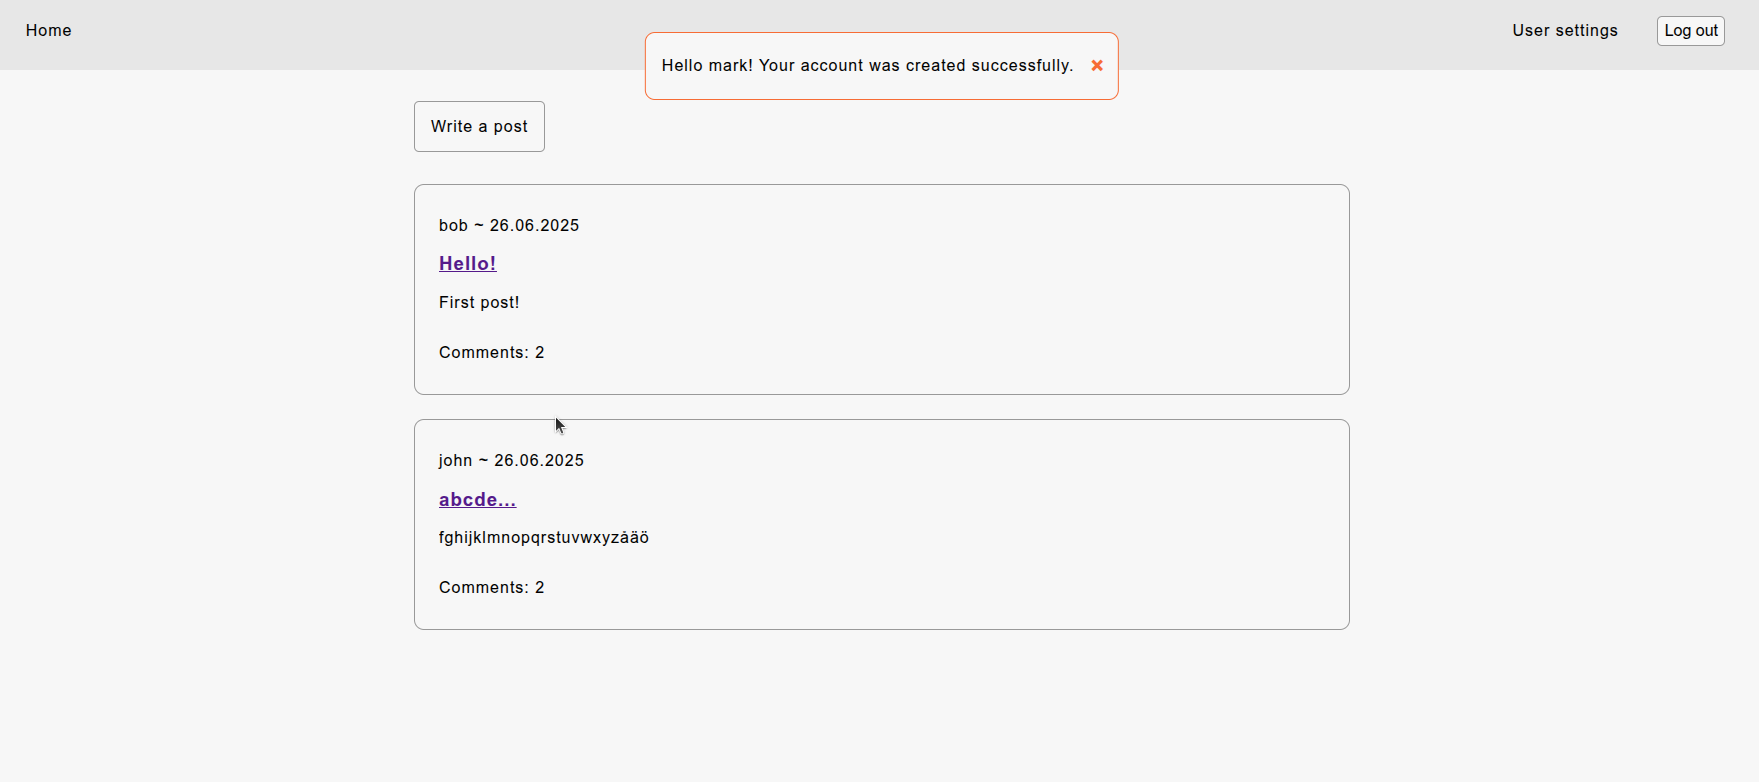 Home
User settings
Log out
Hello mark! Your account was created successfully. ×
Write a post
bob ~ 26.06.2025
Hello!
First post!
Comments: 2
john ~ 26.06.2025
abcde...
fghijklmnopqrstuvwxyzåäö
Comments: 2